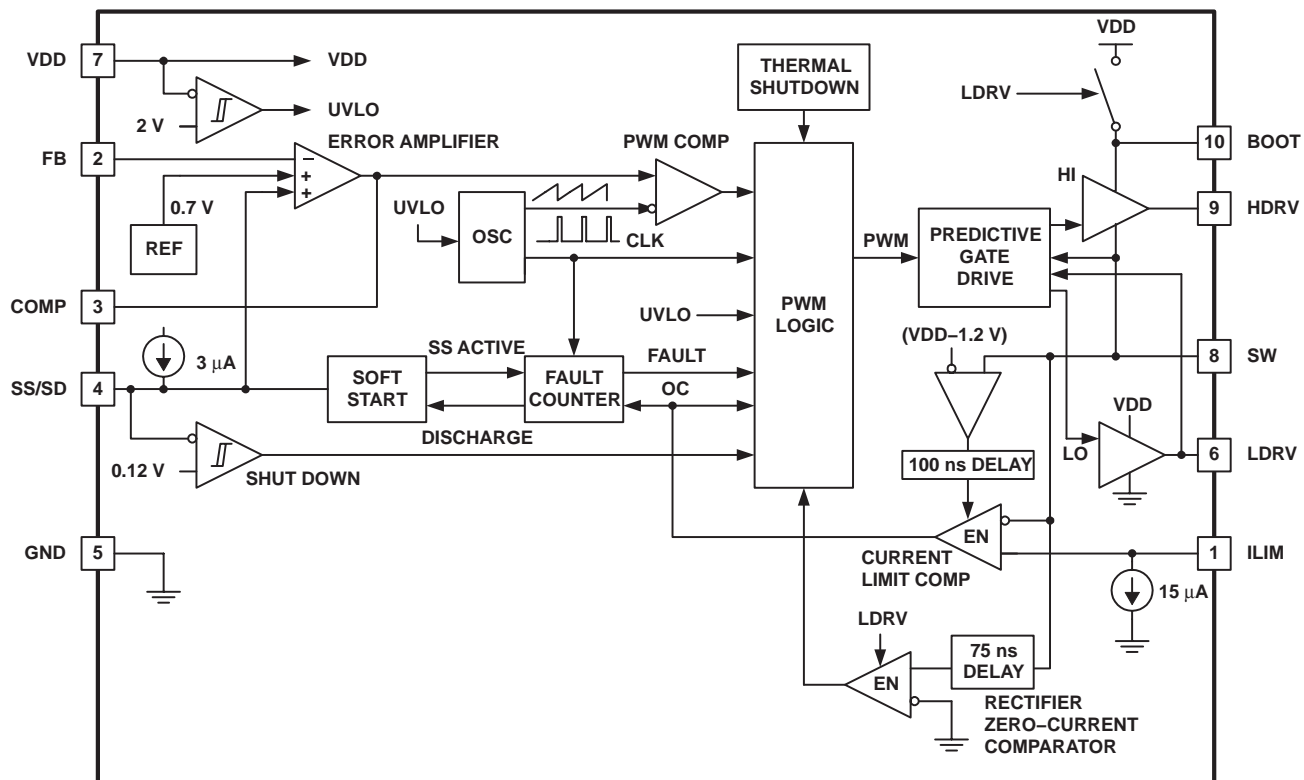 VDD 7
VDD
UVLO
2 V
FB 2
ERROR AMPLIFIER
0.7 V
REF
COMP 3
3 μA
SS/SD 4
0.12 V
SHUT DOWN
GND 5
THERMAL
SHUTDOWN
PWM COMP
UVLO
OSC
CLK
UVLO
SS ACTIVE
SOFT
START
FAULT
COUNTER
FAULT
OC
DISCHARGE
PWM
LOGIC
PWM
PREDICTIVE
GATE
DRIVE
VDD
LDRV
10 BOOT
HI
9 HDRV
(VDD–1.2 V)
8 SW
VDD
LO
6 LDRV
100 ns DELAY
EN
CURRENT
LIMIT COMP
1 ILIM
15 μA
LDRV
75 ns
DELAY
EN
RECTIFIER
ZERO–CURRENT
COMPARATOR